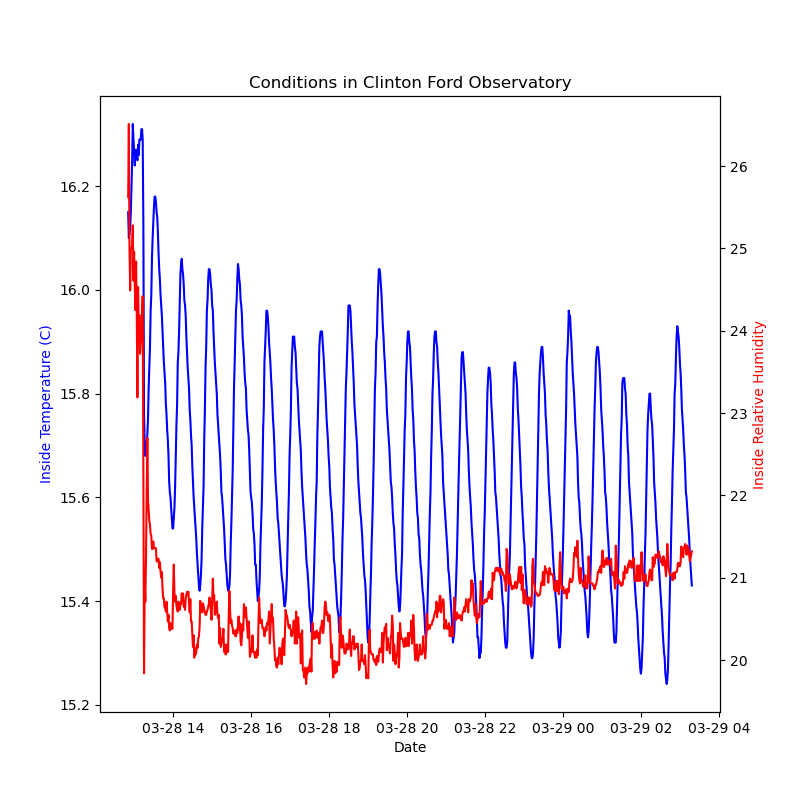 Conditions in Clinton Ford Observatory
Inside Temperature (C)
16.2
16.0
15.8
15.6
15.4
15.2
26
25
24
23
22
21
20
Inside Relative Humidity
03-28 14 03-28 16 03-28 18 03-28 20 03-28 22 03-29 00 03-29 02 03-29 04
Date